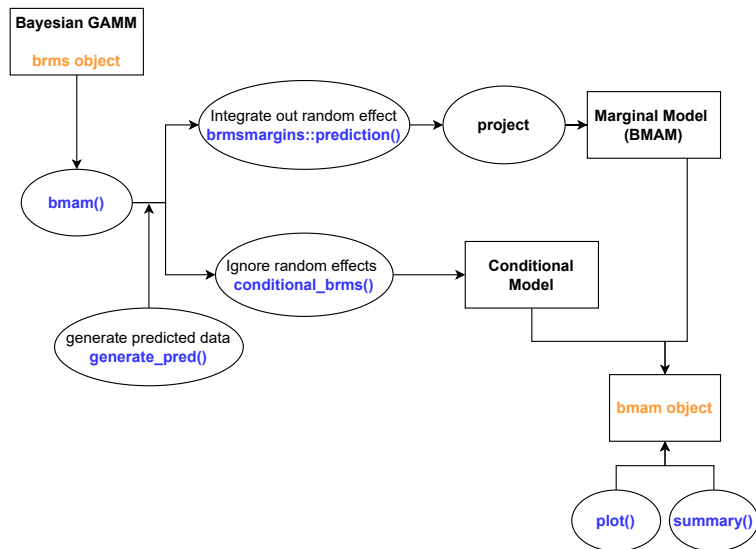 Bayesian GAMM
brms object
bmam()
generate predicted data
generate_pred()
Integrate out random effect
brmsmargins::prediction()
project
Marginal Model
(BMAM)
Ignore random effects
conditional_brms()
Conditional
Model
bmam object
plot()
summary()